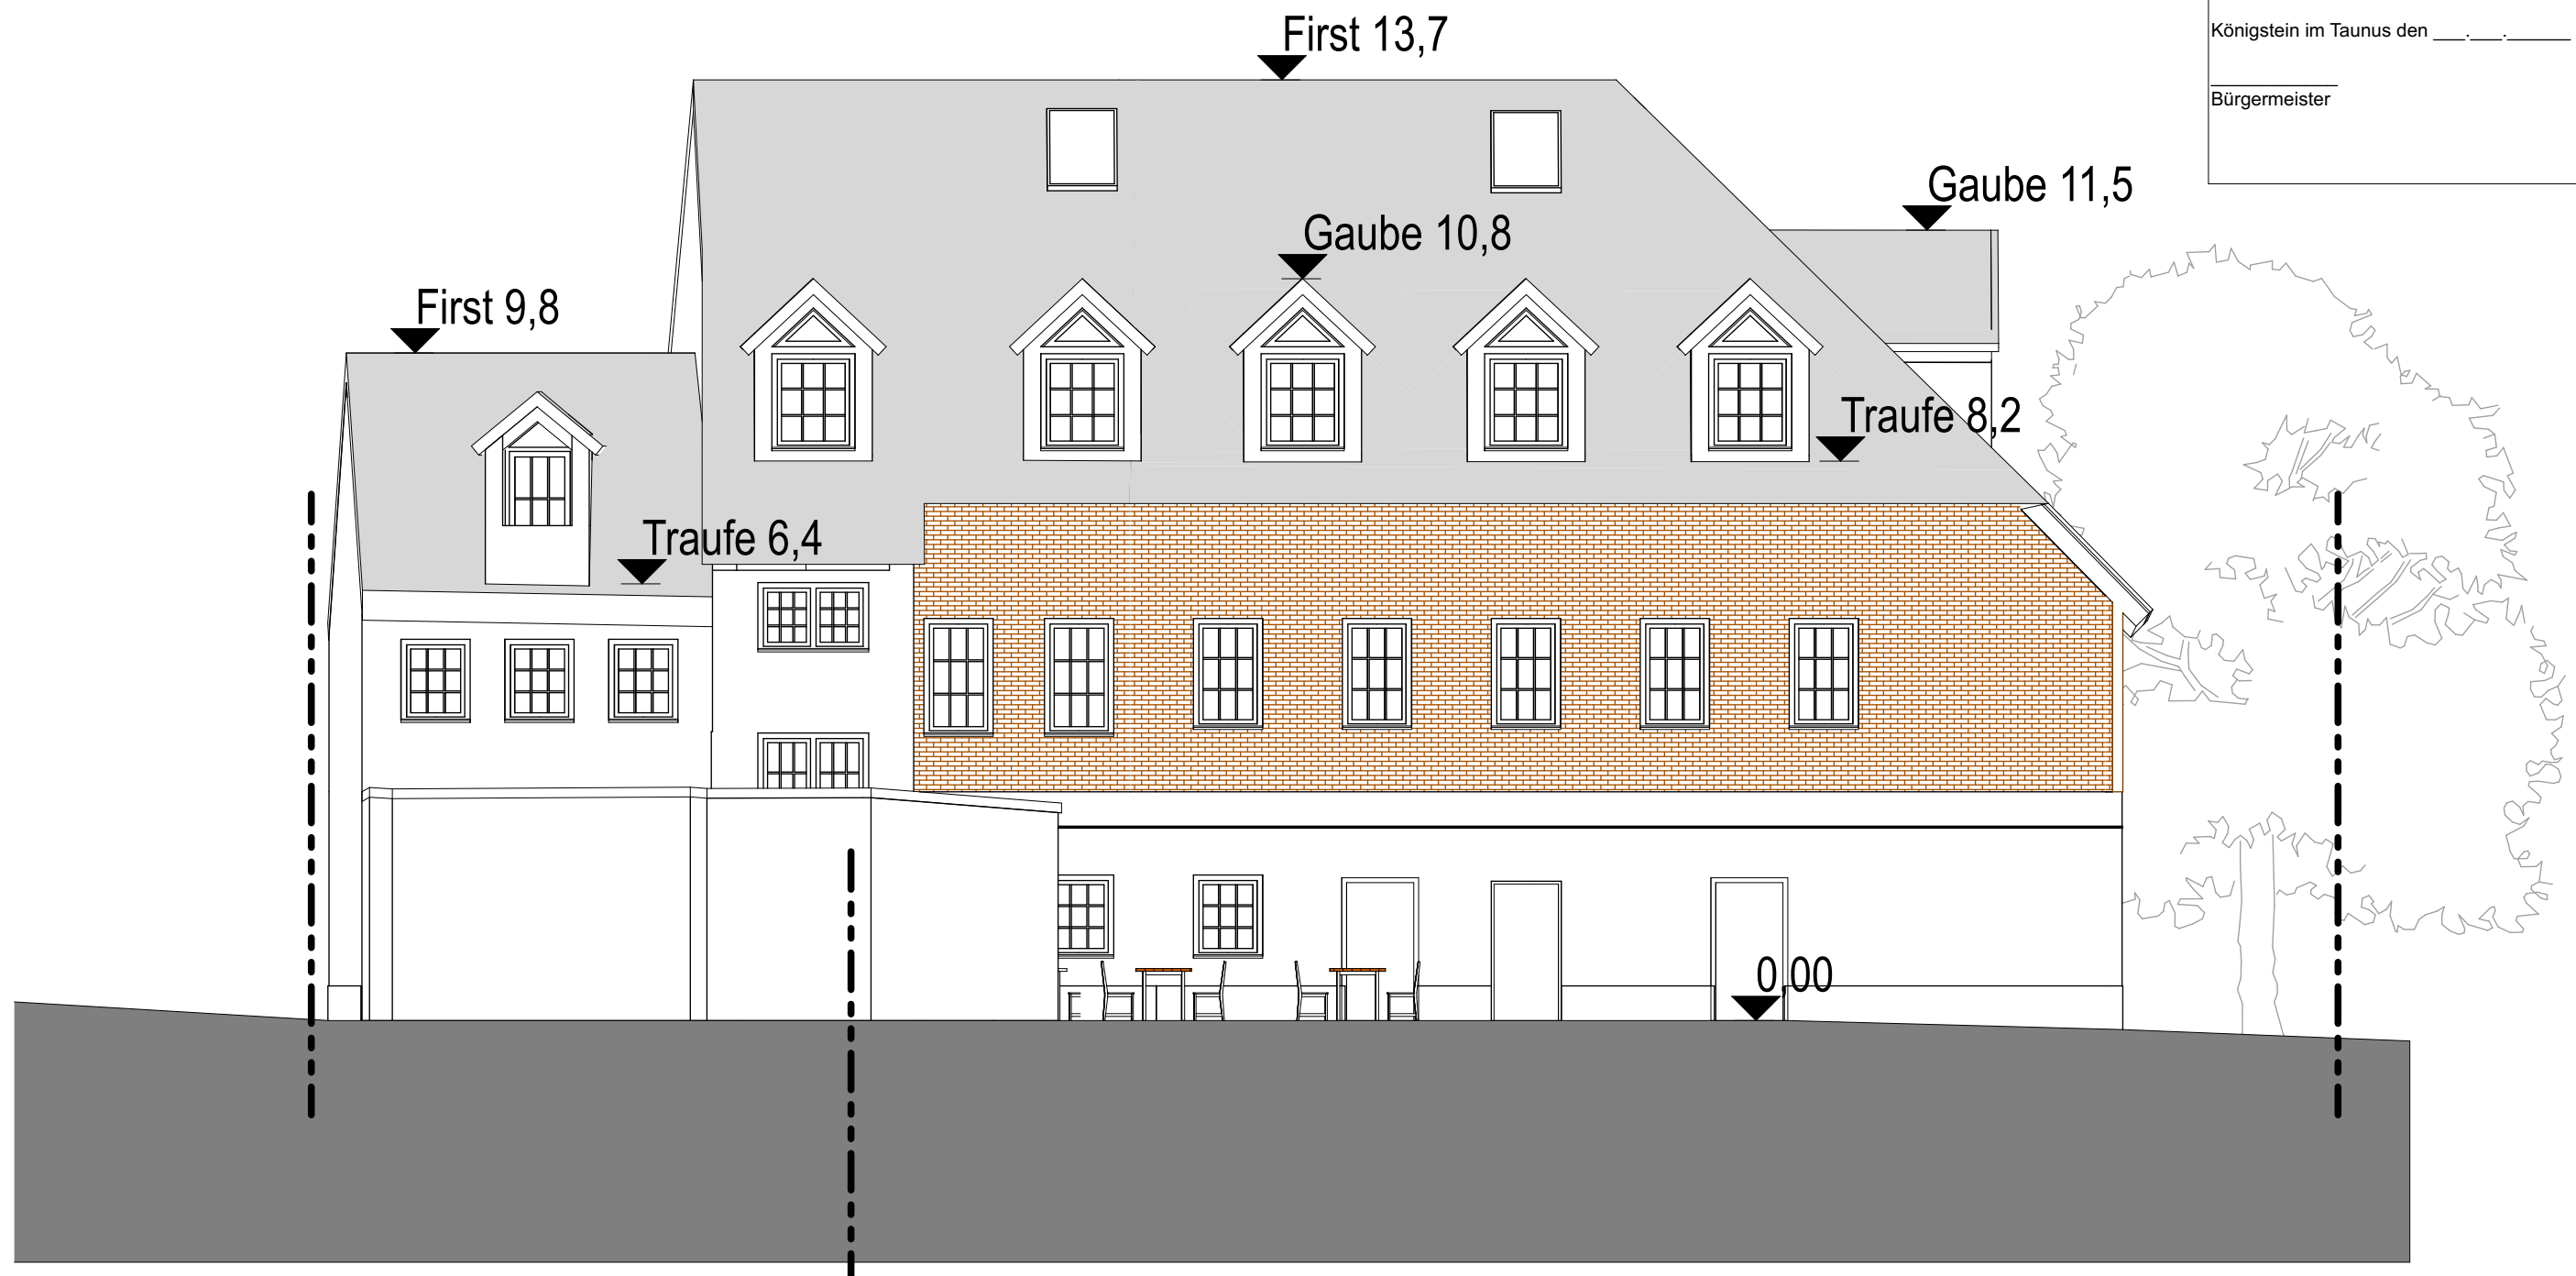 First 13,7
Königstein im Taunus den ___.___.______
Bürgermeister
Gaube 11,5
Gaube 10,8
First 9,8
Traufe 8,2
Traufe 6,4
0,00